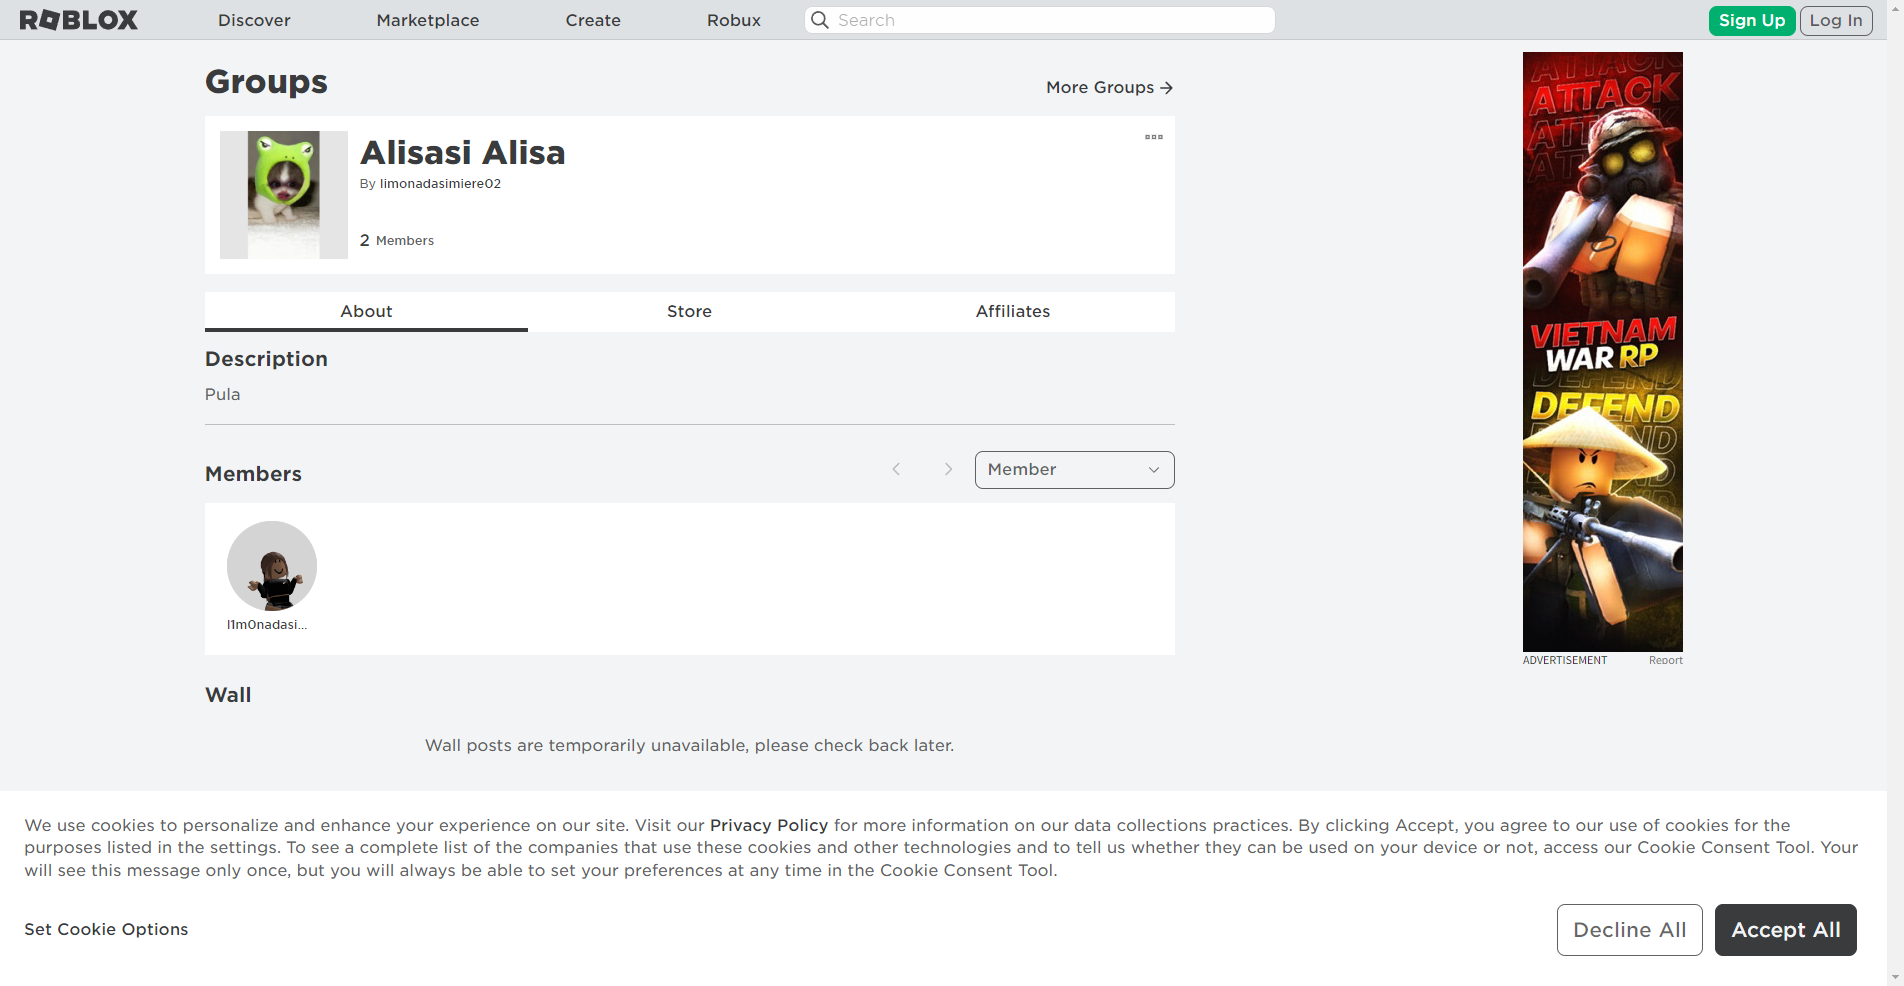 ROBLOX
Discover
Marketplace
Create
Robux
Search
Sign Up
Log In
Groups
More Groups
Alisasi Alisa
By limonadasimiere02
2 Members
About
Store
Affiliates
Description
Pula
Members
Member
l1m0nadasi...
Wall
Wall posts are temporarily unavailable, please check back later.
ATTACK
ATTACK
VIETNAM
WAR RP
DEFEND
DEFEND
ADVERTISEMENT
Report
We use cookies to personalize and enhance your experience on our site. Visit our Privacy Policy for more information on our data collections practices. By clicking Accept, you agree to our use of cookies for the
purposes listed in the settings. To see a complete list of the companies that use these cookies and other technologies and to tell us whether they can be used on your device or not, access our Cookie Consent Tool. Your
will see this message only once, but you will always be able to set your preferences at any time in the Cookie Consent Tool.
Set Cookie Options
Decline All
Accept All